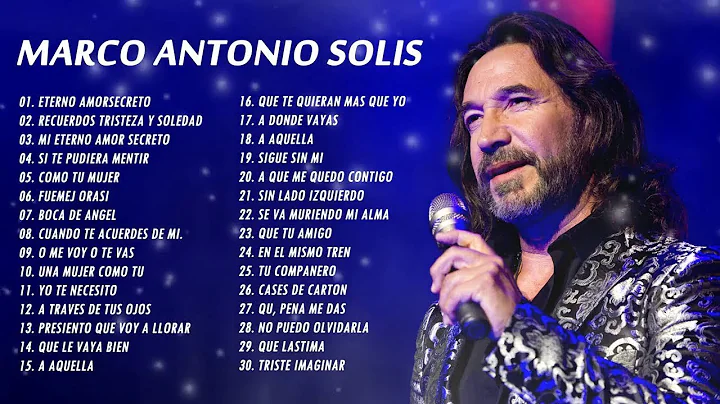 MARCO ANTONIO SOLIS
01. ETERNO AMORSECRETO
02. RECUERDOS TRISTEZA Y SOLEDAD
03. MI ETERNO AMOR SECRETO
04. SI TE PUDIERA MENTIR
05. COMO TU MUJER
06. FUEMEJ ORASI
07. BOCA DE ANGEL
08. CUANDO TE ACUERDES DE MI.
09. O ME VOY O TE VAS
10. UNA MUJER COMO TU
11. YO TE NECESITO
12. A TRAVES DE TUS OJOS
13. PRESIENTO QUE VOY A LLORAR
14. QUE LE VAYA BIEN
15. A AQUELLA
16. QUE TE QUIERAN MAS QUE YO
17. A DONDE VAYAS
18. A AQUELLA
19. SIGUE SIN MI
20. A QUE ME QUEDO CONTIGO
21. SIN LADO IZQUIERDO
22. SE VA MURIENDO MI ALMA
23. QUE TU AMIGO
24. EN EL MISMO TREN
25. TU COMPANERO
26. CASES DE CARTON
27. QU, PENA ME DAS
28. NO PUEDO OLVIDARLA
29. QUE LASTIMA
30. TRISTE IMAGINAR